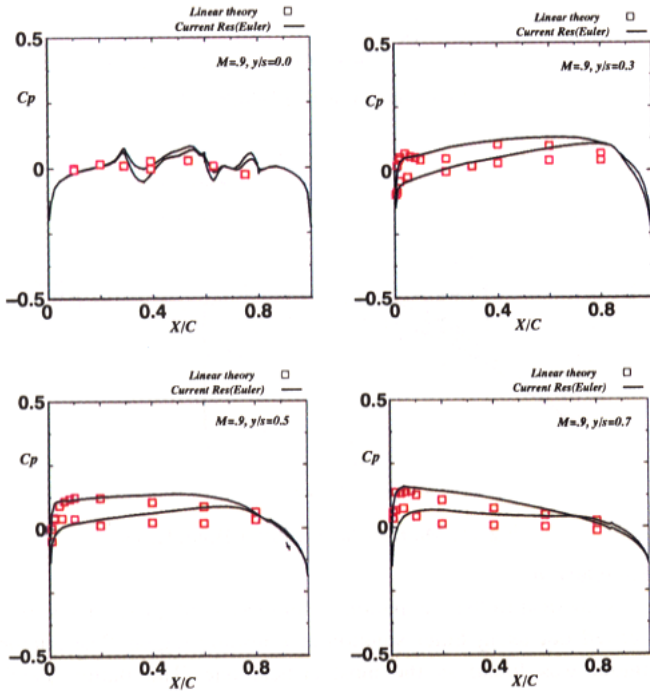 Linear theory
Current Res(Euler)
0.5
M=.9, y/s=0.0
Cp
0
−0.5
0
0.4
0.8
X/C
Linear theory
Current Res(Euler)
0.5
M=.9, y/s=0.3
Cp
0
−0.5
0
0.4
0.8
X/C
Linear theory
Current Res(Euler)
0.5
M=.9, y/s=0.5
Cp
0
−0.5
0
0.4
0.8
X/C
Linear theory
Current Res(Euler)
0.5
M=.9, y/s=0.7
Cp
0
−0.5
0
0.4
0.8
X/C